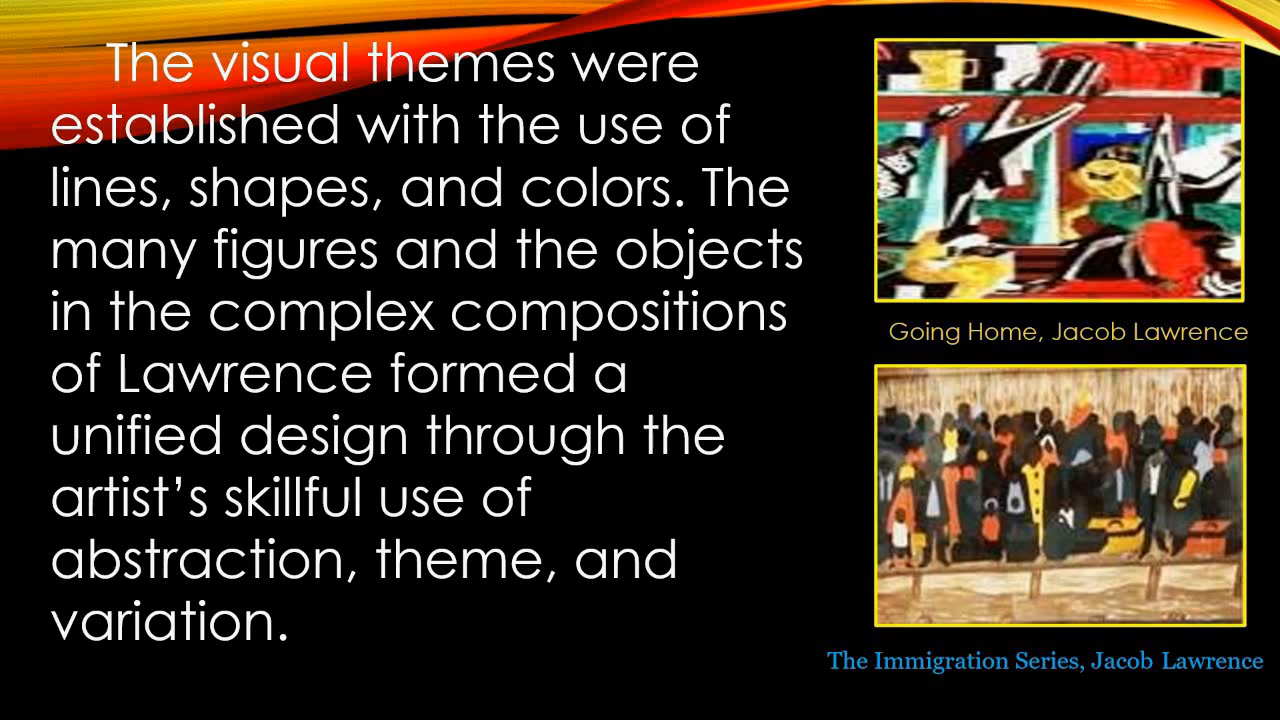 The visual themes were
established with the use of
lines, shapes, and colors. The
many figures and the objects
in the complex compositions
of Lawrence formed a
unified design through the
artist’s skillful use of
abstraction, theme, and
variation.
Going Home, Jacob Lawrence
The Immigration Series, Jacob Lawrence